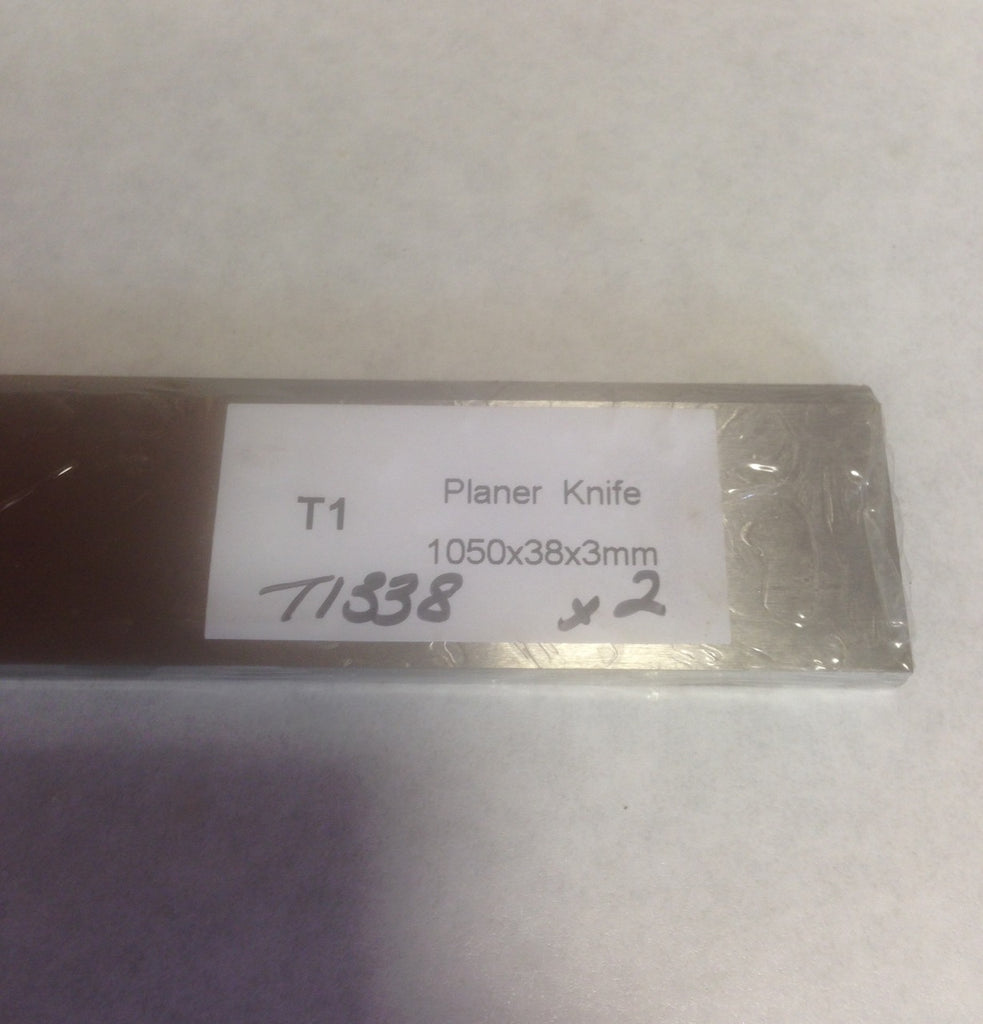 T1 Planer Knife
1050x38x3mm
T1338 x2